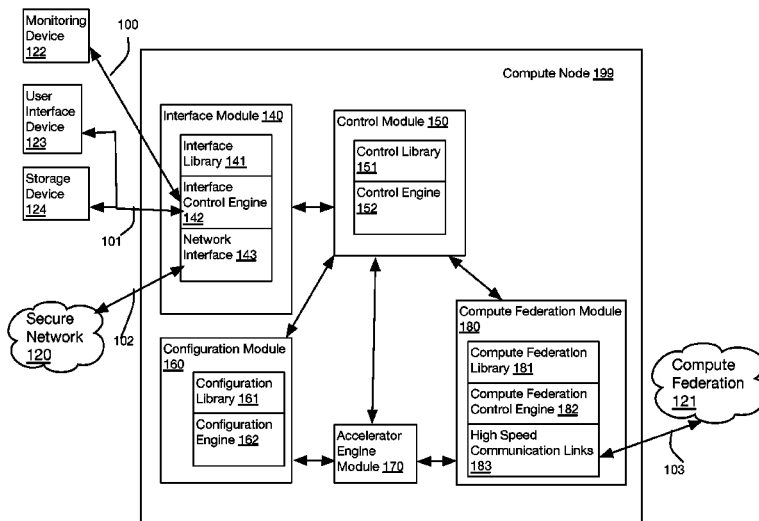 Monitoring
Device
122
100
User
Interface
Device
123
Storage
Device
124
101
Secure
Network
120
102
Compute Node 199
Interface Module 140
Interface
Library 141
Interface
Control Engine
142
Network
Interface 143
Control Module 150
Control Library
151
Control Engine
152
Configuration Module
160
Configuration
Library 161
Configuration
Engine 162
Accelerator
Engine
Module 170
Compute Federation Module
180
Compute Federation
Library 181
Compute Federation
Control Engine 182
High Speed
Communication Links
183
Compute
Federation
121
103